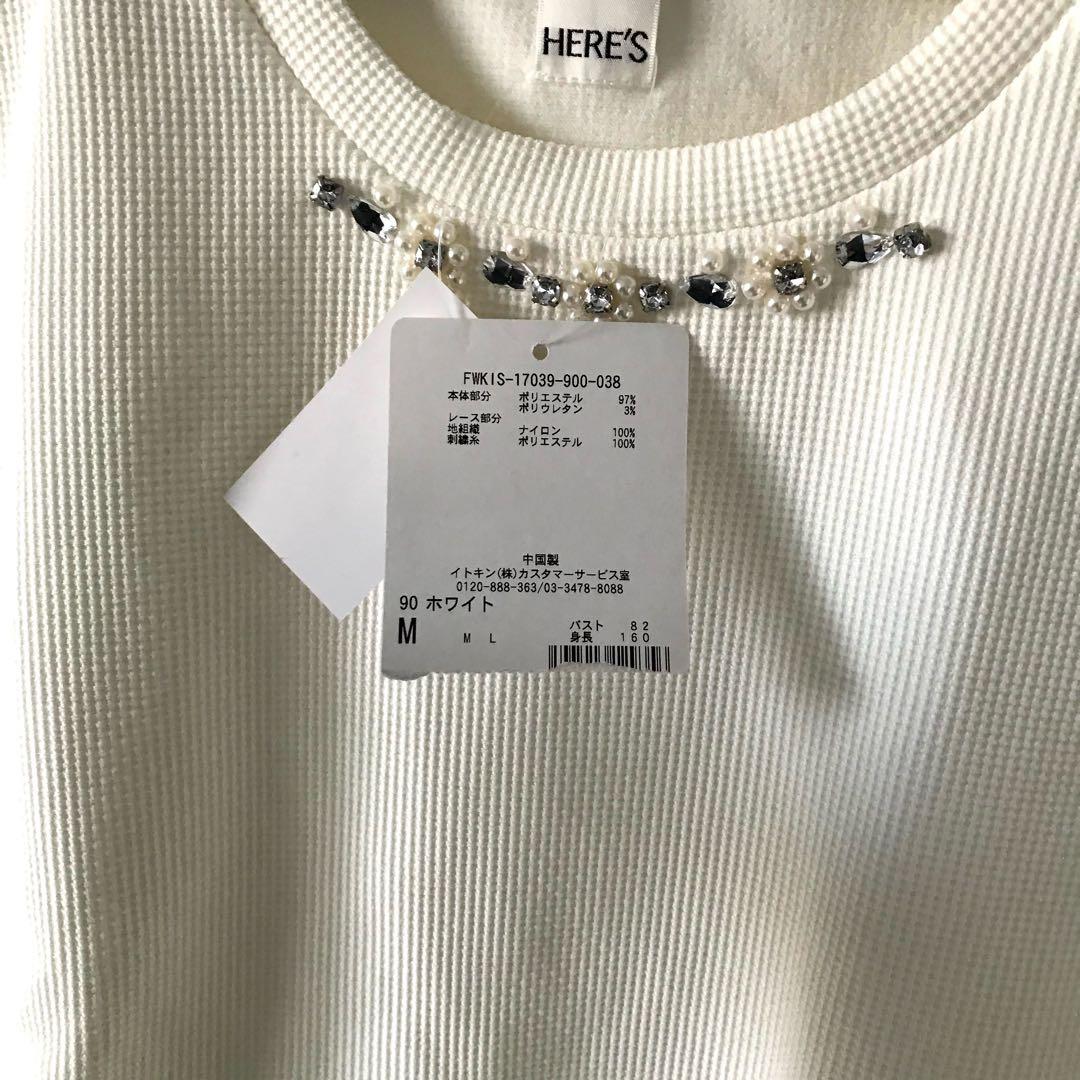 HERE'S
FWKIS-17039-900-038
本体部分 ポリエステル 97%
ポリウレタン 3%
レース部分
地組織 ナイロン 100%
刺繍糸 ポリエステル 100%
中国製
イトキン(株)カスタマーサービス室
0120-888-363/03-3478-8088
90 ホワイト
M M L バスト 82
身長 160